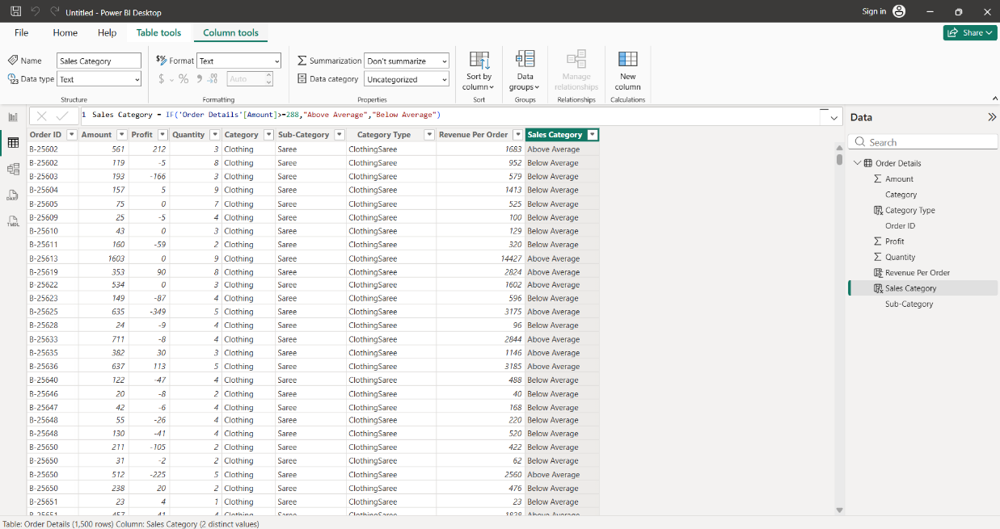 Untitled - Power BI Desktop
Sign in
File Home Help Table tools Column tools
Share
Name Sales Category
Data type Text
Structure
$% Format Text
$ % 9 .00 Auto
Formatting
Summarization Don't summarize
Data category Uncategorized
Properties
Sort by column
Sort
Data groups
Groups
Manage relationships
Relationships
New column
Calculations
1 Sales Category = IF('Order Details'[Amount]>=288,"Above Average","Below Average")
Order ID Amount Profit Quantity Category Sub-Category Category Type Revenue Per Order Sales Category
B-25602 561 212 3 Clothing Saree ClothingSaree 1683 Above Average
B-25602 119 -5 8 Clothing Saree ClothingSaree 952 Below Average
B-25603 193 -166 3 Clothing Saree ClothingSaree 579 Below Average
B-25604 157 5 9 Clothing Saree ClothingSaree 1413 Below Average
B-25605 75 0 7 Clothing Saree ClothingSaree 525 Below Average
B-25609 25 -5 4 Clothing Saree ClothingSaree 100 Below Average
B-25610 43 0 3 Clothing Saree ClothingSaree 129 Below Average
B-25611 160 -59 2 Clothing Saree ClothingSaree 320 Below Average
B-25613 1603 0 9 Clothing Saree ClothingSaree 14427 Above Average
B-25619 353 90 8 Clothing Saree ClothingSaree 2824 Above Average
B-25622 534 0 3 Clothing Saree ClothingSaree 1602 Above Average
B-25623 149 -87 4 Clothing Saree ClothingSaree 596 Below Average
B-25625 635 -349 5 Clothing Saree ClothingSaree 3175 Above Average
B-25628 24 -9 4 Clothing Saree ClothingSaree 96 Below Average
B-25633 711 -8 4 Clothing Saree ClothingSaree 2844 Above Average
B-25635 382 30 3 Clothing Saree ClothingSaree 1146 Above Average
B-25636 637 113 5 Clothing Saree ClothingSaree 3185 Above Average
B-25640 122 -47 4 Clothing Saree ClothingSaree 488 Below Average
B-25646 20 -8 2 Clothing Saree ClothingSaree 40 Below Average
B-25647 42 -6 4 Clothing Saree ClothingSaree 168 Below Average
B-25648 55 -26 4 Clothing Saree ClothingSaree 220 Below Average
B-25648 130 -41 4 Clothing Saree ClothingSaree 520 Below Average
B-25650 211 -105 2 Clothing Saree ClothingSaree 422 Below Average
B-25650 31 -2 2 Clothing Saree ClothingSaree 62 Below Average
B-25650 512 -225 5 Clothing Saree ClothingSaree 2560 Above Average
B-25650 238 20 2 Clothing Saree ClothingSaree 476 Below Average
B-25651 23 4 1 Clothing Saree ClothingSaree 23 Below Average
B-25651 457 41 4 Clothing Saree ClothingSaree 1828 Above Average
Data
Search
Order Details
Amount
Category
Category Type
Order ID
Profit
Quantity
Revenue Per Order
Sales Category
Sub-Category
DAX
TMDL
Table: Order Details (1,500 rows) Column: Sales Category (2 distinct values)